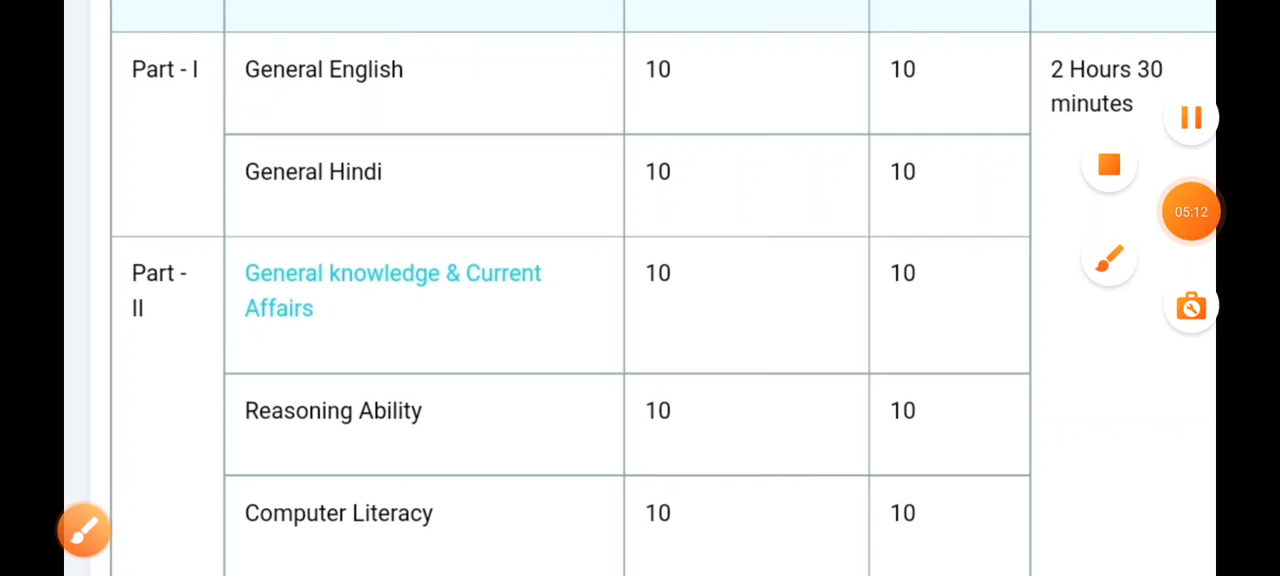 Part - I General English 10 10 2 Hours 30
minutes
General Hindi 10 10
Part - General knowledge & Current 10 10
II Affairs
Reasoning Ability 10 10
Computer Literacy 10 10
05:12